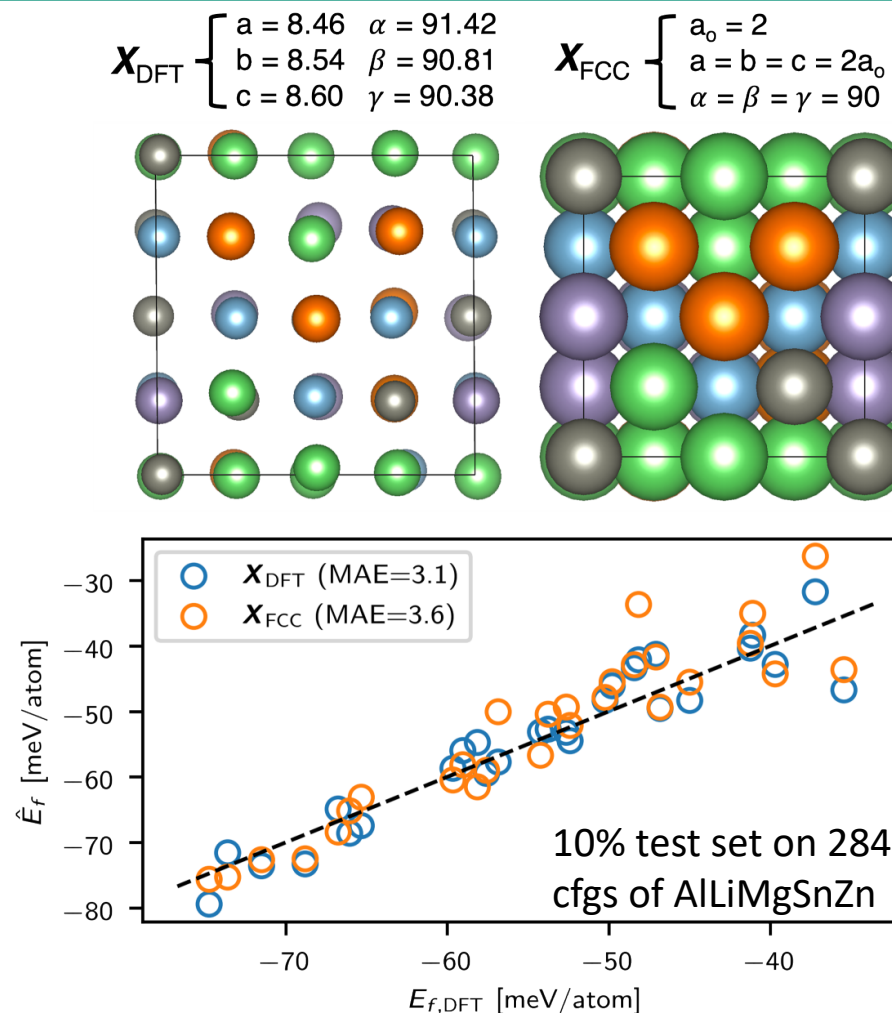 X_DFT { a = 8.46 α = 91.42
b = 8.54 β = 90.81
c = 8.60 γ = 90.38
X_FCC { a_o = 2
a = b = c = 2a_o
α = β = γ = 90
X_DFT (MAE=3.1)
X_FCC (MAE=3.6)
−30
−40
−50
−60
−70
−80
Ê_f [meV/atom]
10% test set on 284
cfgs of AlLiMgSnZn
−70 −60 −50 −40
E_f,DFT [meV/atom]